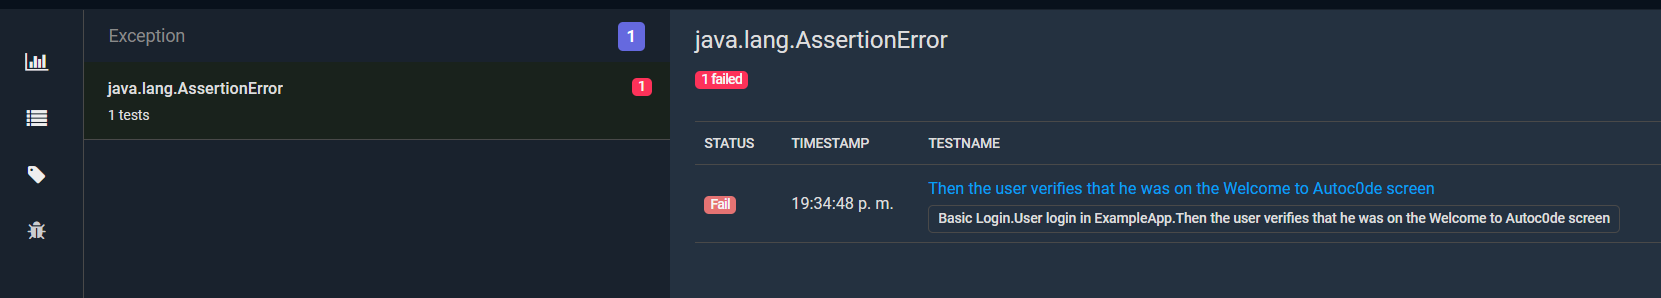 Exception 1
java.lang.AssertionError 1
1 tests
java.lang.AssertionError
1 failed
STATUS TIMESTAMP TESTNAME
Fail 19:34:48 p. m. Then the user verifies that he was on the Welcome to Autoc0de screen
Basic Login.User login in ExampleApp.Then the user verifies that he was on the Welcome to Autoc0de screen